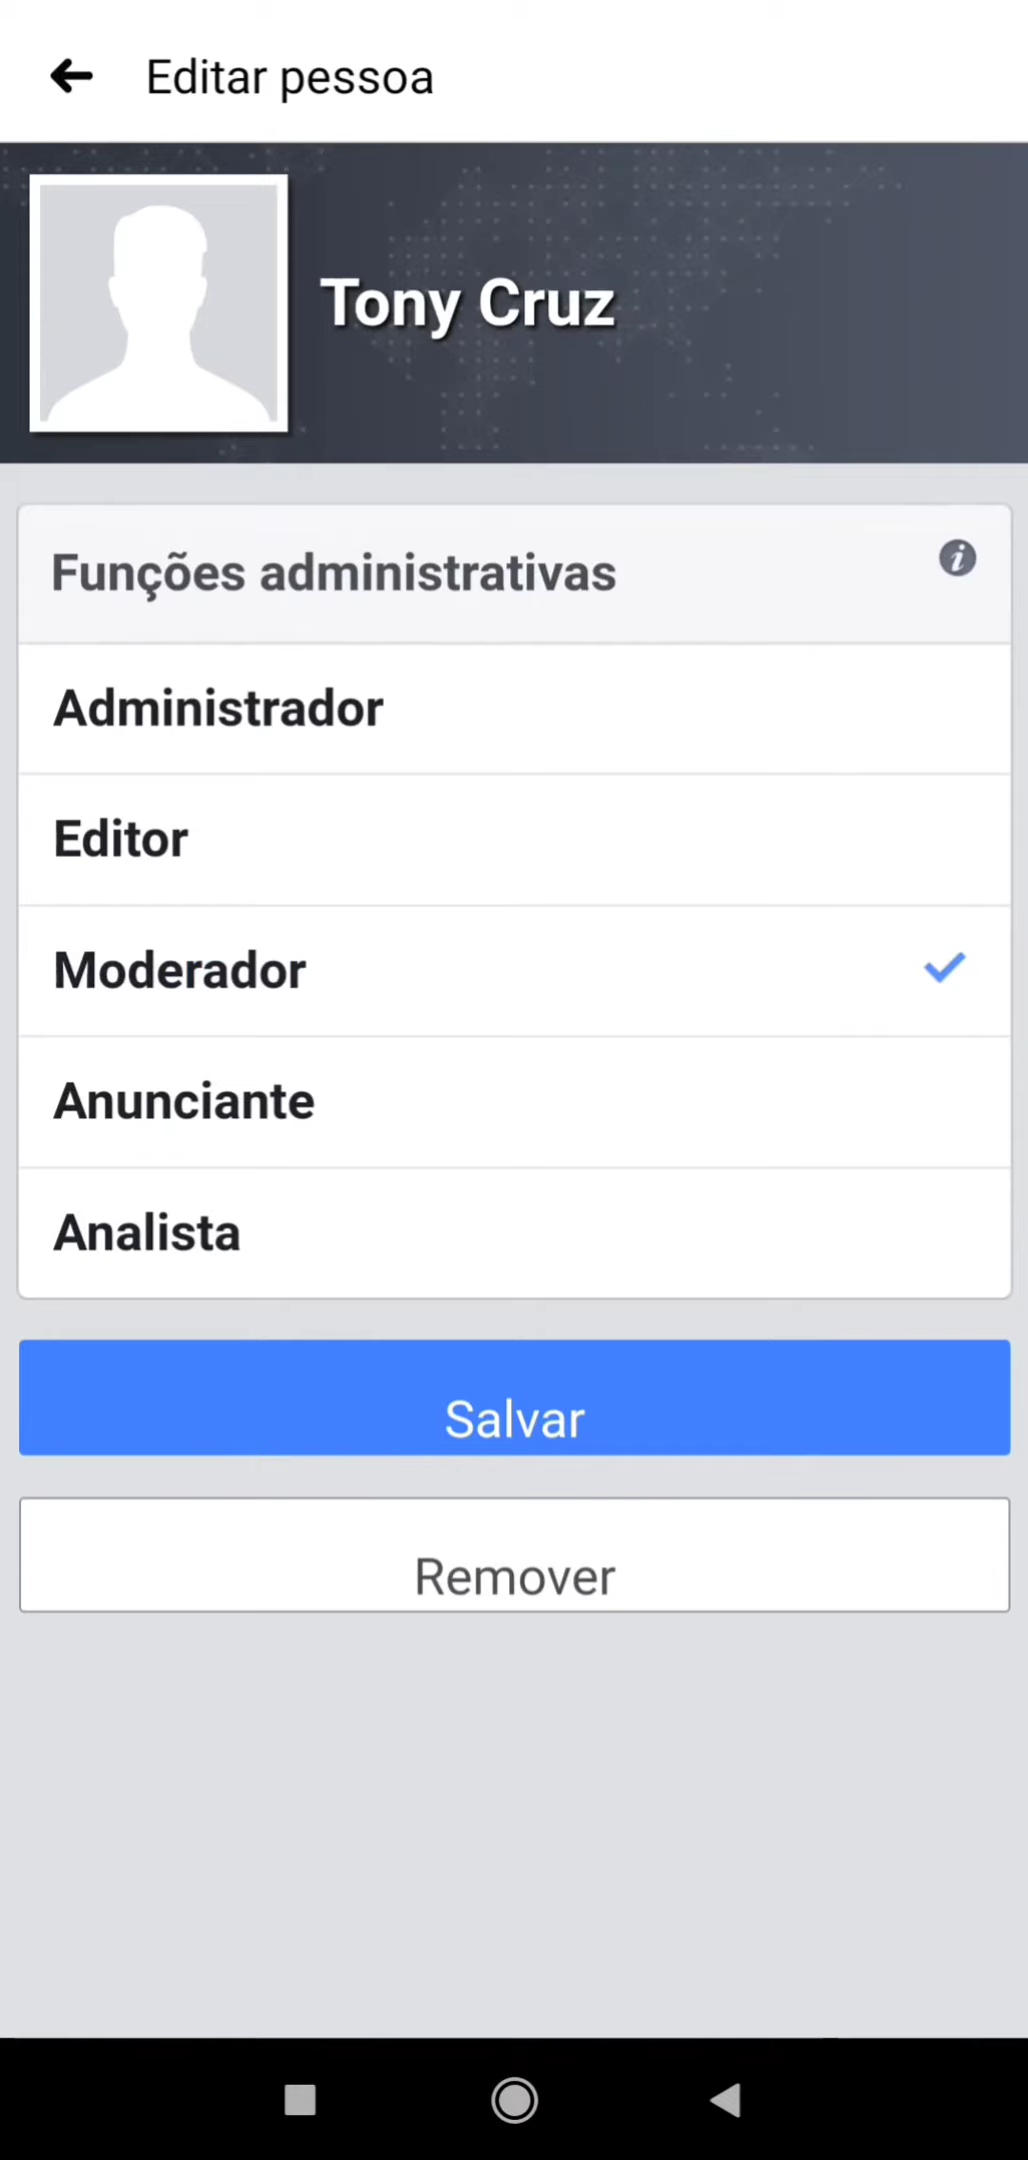 Editar pessoa
Tony Cruz
Funções administrativas
Administrador
Editor
Moderador
Anunciante
Analista
Salvar
Remover